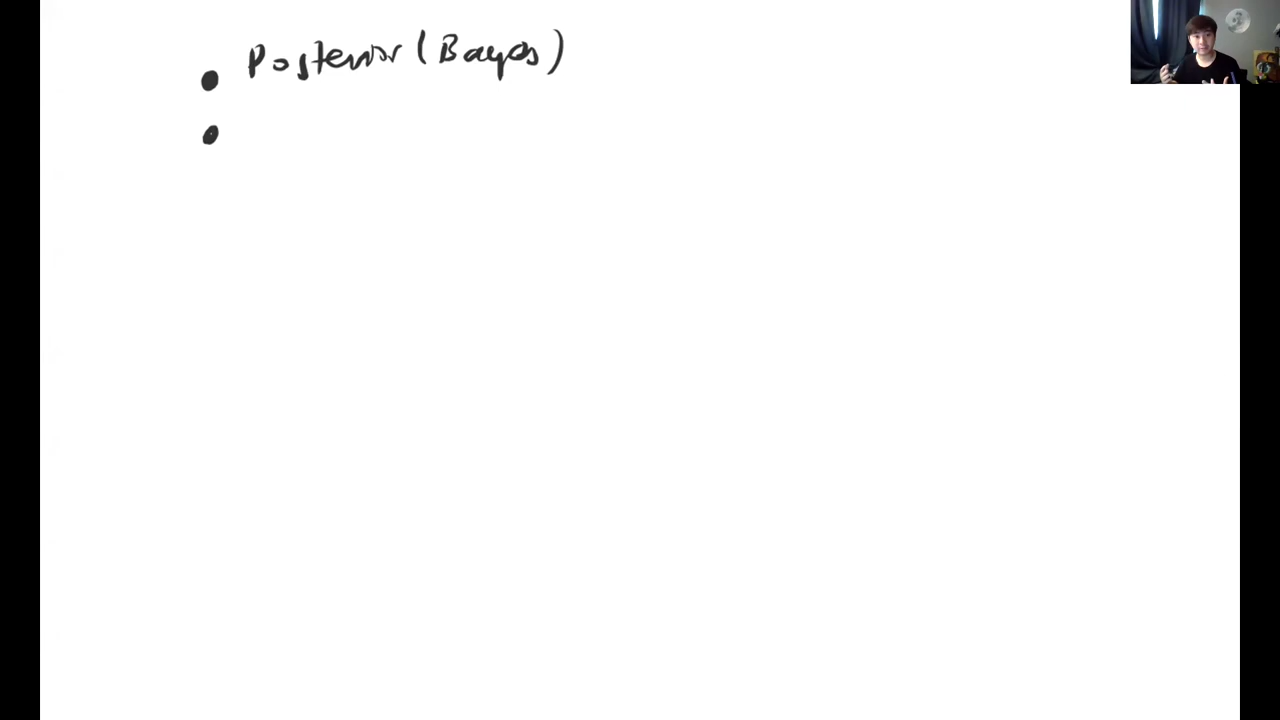 • Posterior (Bayes)
•